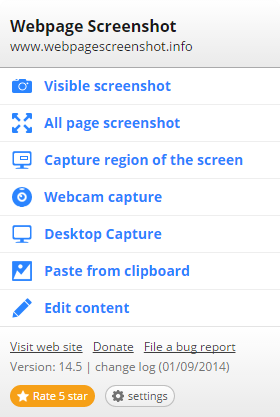 Webpage Screenshot
www.webpagescreenshot.info
Visible screenshot
All page screenshot
Capture region of the screen
Webcam capture
Desktop Capture
Paste from clipboard
Edit content
Visit web site Donate File a bug report
Version: 14.5 | change log (01/09/2014)
Rate 5 star settings